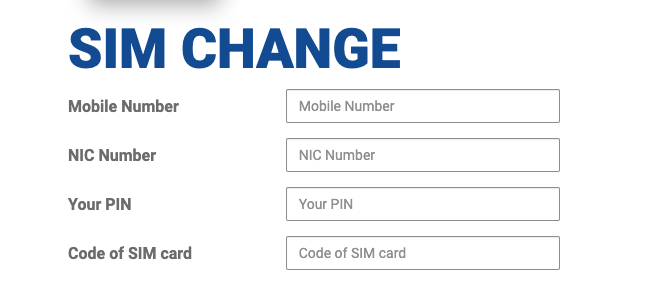 SIM CHANGE
Mobile Number Mobile Number
NIC Number NIC Number
Your PIN Your PIN
Code of SIM card Code of SIM card